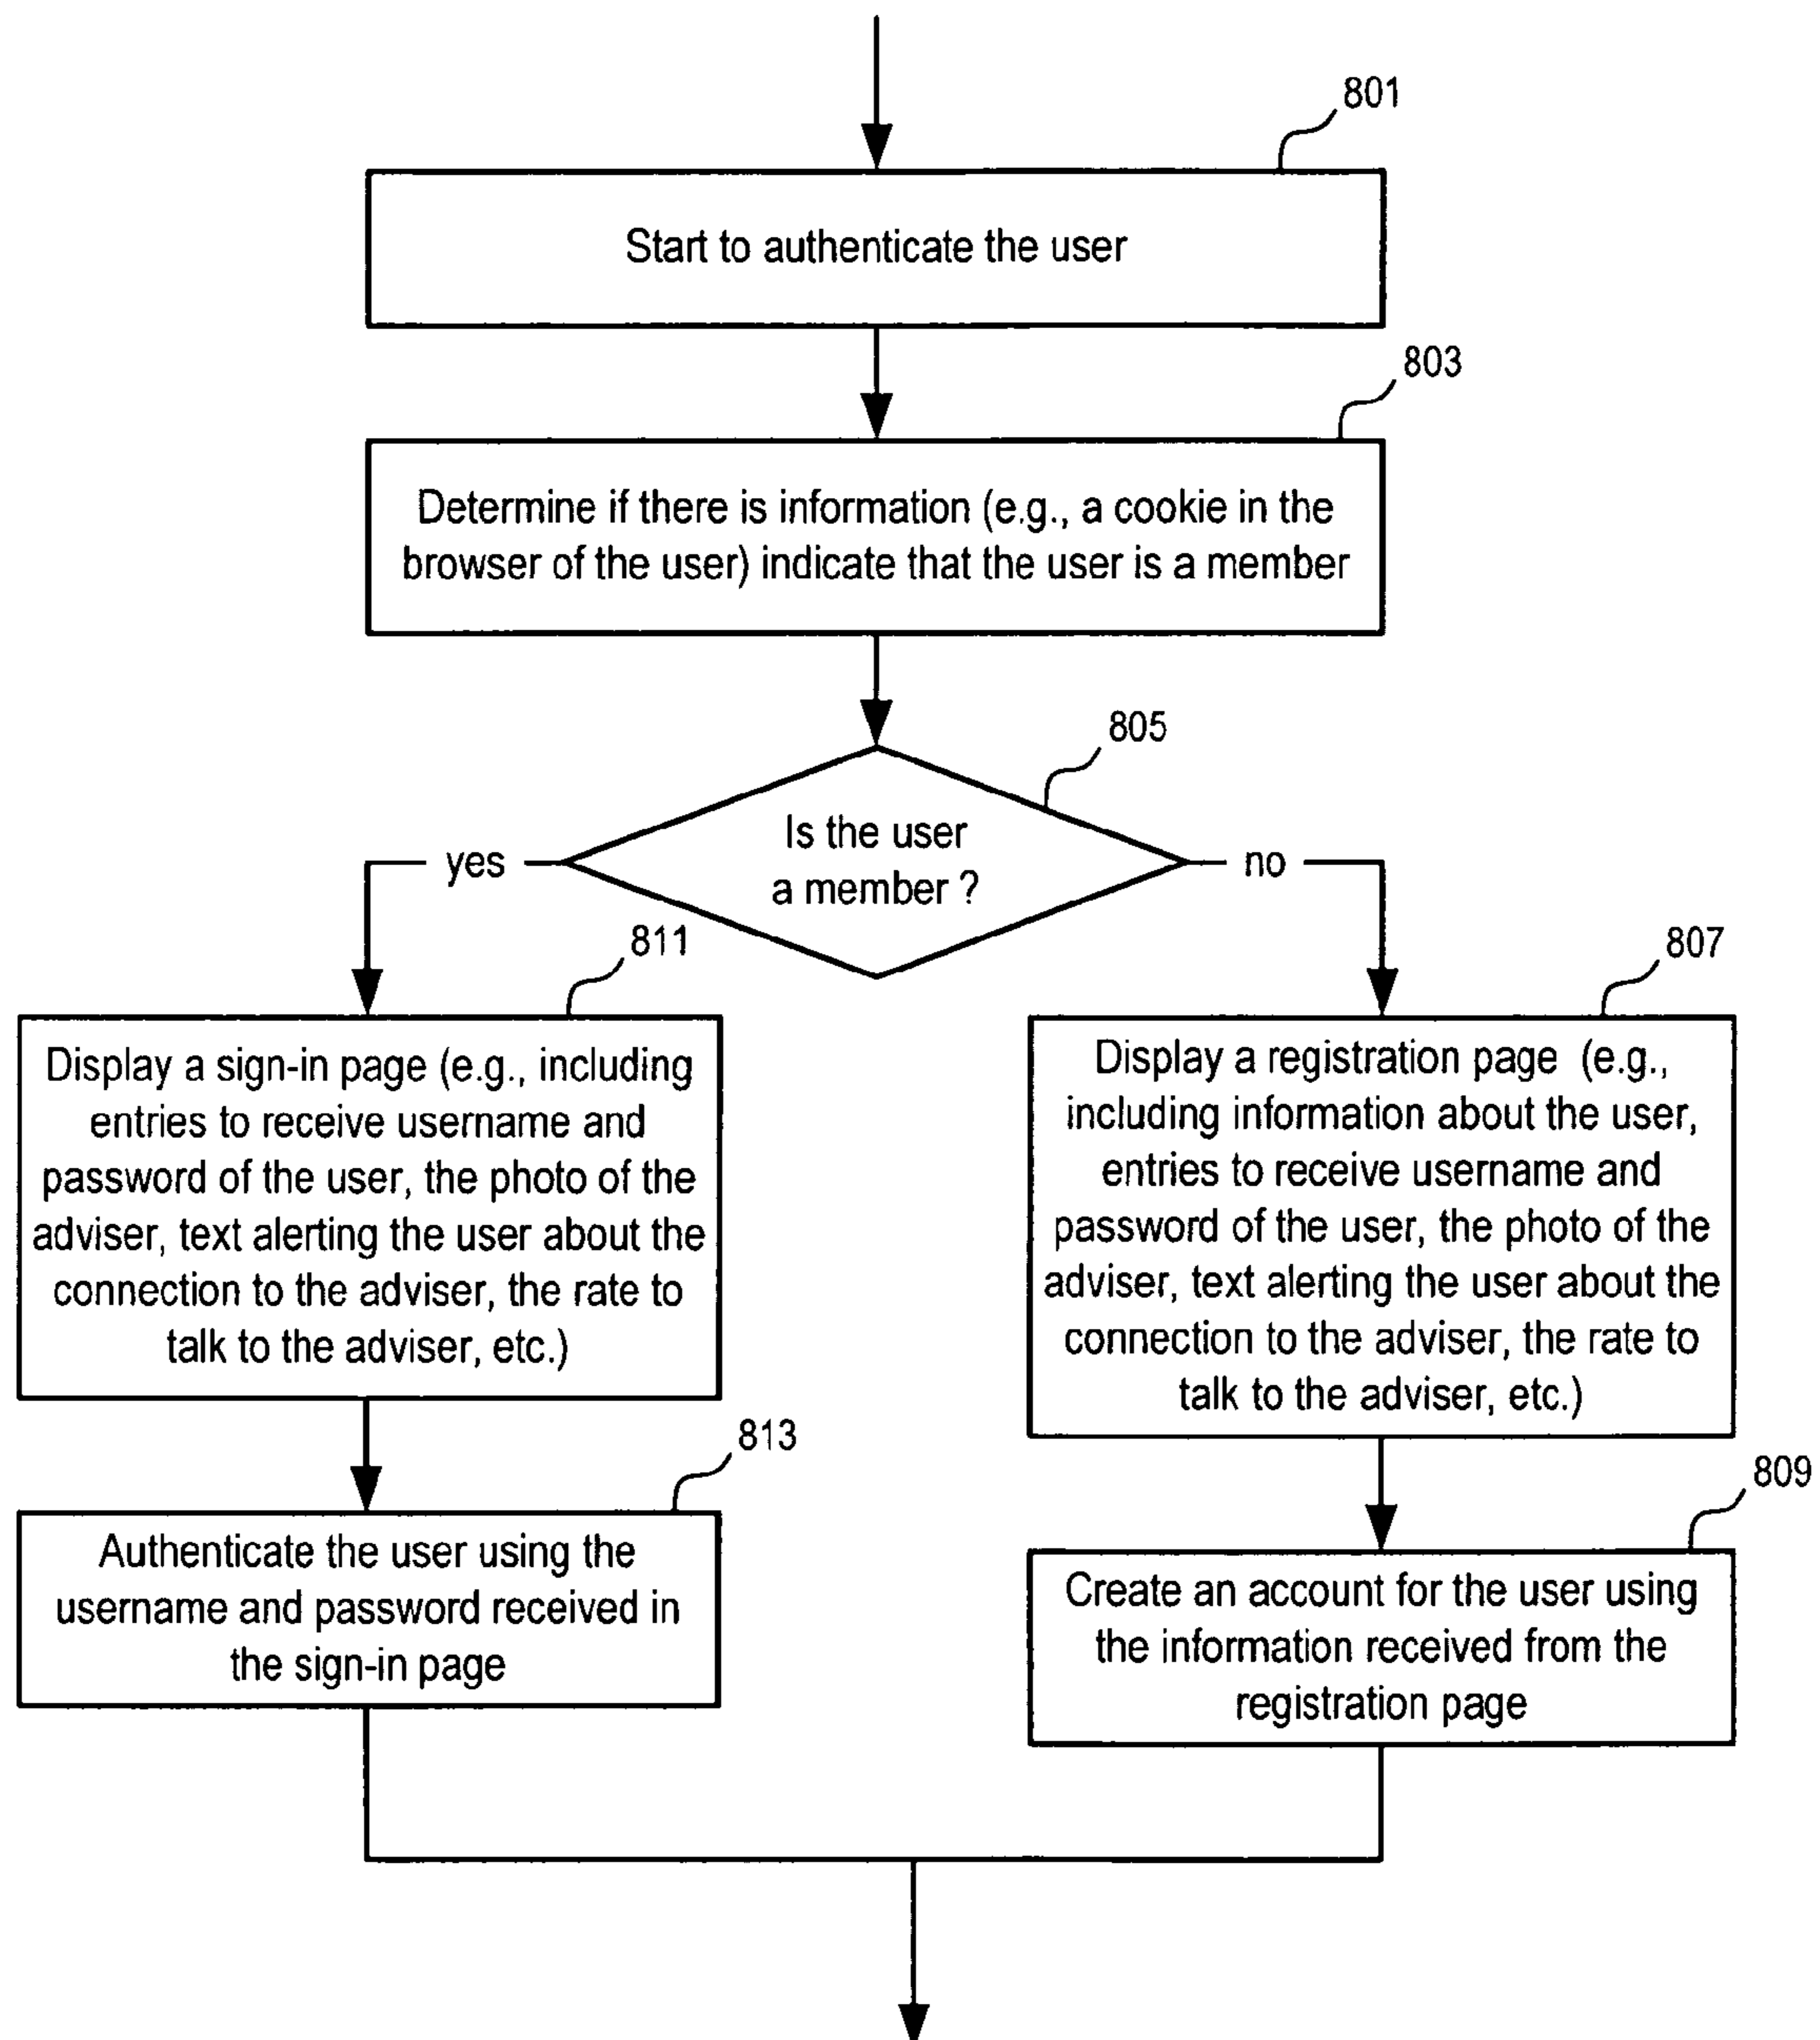 801
Start to authenticate the user
803
Determine if there is information (e.g., a cookie in the
browser of the user) indicate that the user is a member
805
Is the user
a member ?
yes
no
811
Display a sign-in page (e.g., including
entries to receive username and
password of the user, the photo of the
adviser, text alerting the user about the
connection to the adviser, the rate to
talk to the adviser, etc.)
807
Display a registration page (e.g.,
including information about the user,
entries to receive username and
password of the user, the photo of the
adviser, text alerting the user about the
connection to the adviser, the rate to
talk to the adviser, etc.)
813
Authenticate the user using the
username and password received in
the sign-in page
809
Create an account for the user using
the information received from the
registration page